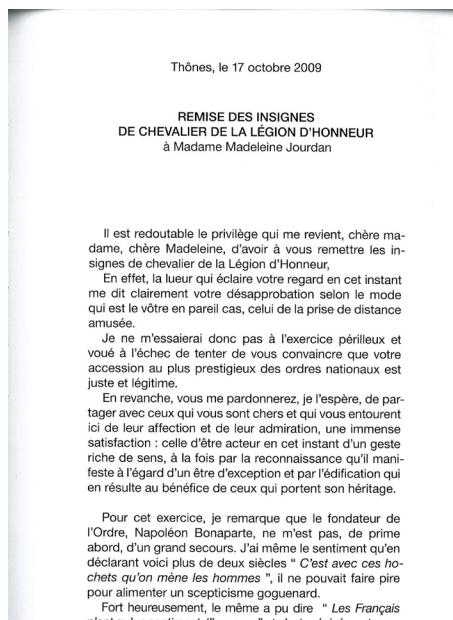 Thônes, le 17 octobre 2009
REMISE DES INSIGNES
DE CHEVALIER DE LA LÉGION D'HONNEUR
à Madame Madeleine Jourdan
Il est redoutable le privilège qui me revient, chère ma-
dame, chère Madeleine, d'avoir à vous remettre les in-
signes de chevalier de la Légion d'Honneur,
En effet, la lueur qui éclaire votre regard en cet instant
me dit clairement votre désapprobation selon le mode
qui est le vôtre en pareil cas, celui de la prise de distance
amusée.
Je ne m'essaierai donc pas à l'exercice périlleux et
voué à l'échec de tenter de vous convaincre que votre
accession au plus prestigieux des ordres nationaux est
juste et légitime.
En revanche, vous me pardonnerez, je l'espère, de par-
tager avec ceux qui vous sont chers et qui vous entourent
ici de leur affection et de leur admiration, une immense
satisfaction : celle d'être acteur en cet instant d'un geste
riche de sens, à la fois par la reconnaissance qu'il mani-
feste à l'égard d'un être d'exception et par l'édification qui
en résulte au bénéfice de ceux qui portent son héritage.
Pour cet exercice, je remarque que le fondateur de
l'Ordre, Napoléon Bonaparte, ne m'est pas, de prime
abord, d'un grand secours. J'ai même le sentiment qu'en
déclarant voici plus de deux siècles “ C'est avec ces ho-
chets qu'on mène les hommes ”, il ne pouvait faire pire
pour alimenter un scepticisme goguenard.
Fort heureusement, le même a pu dire “ Les Français